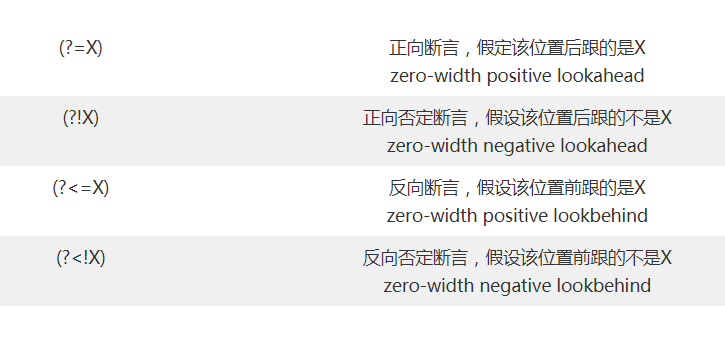 (?=X) 正向断言，假定该位置后跟的是X
zero-width positive lookahead
(?!X) 正向否定断言，假设该位置后跟的不是X
zero-width negative lookahead
(?<=X) 反向断言，假设该位置前跟的是X
zero-width positive lookbehind
(?<!X) 反向否定断言，假设该位置前跟的不是X
zero-width negative lookbehind